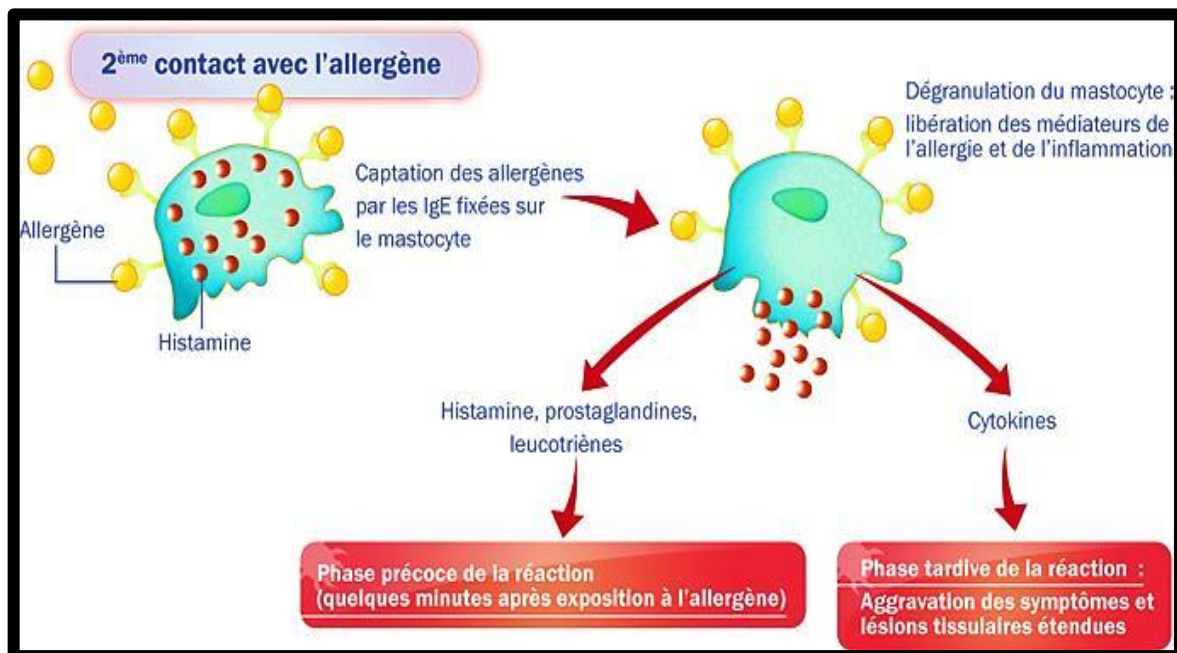 2ème contact avec l'allergène
Dégranulation du mastocyte :
libération des médiateurs de
l'allergie et de l'inflammation
Captation des allergènes
par les IgE fixées sur
le mastocyte
Allergène
Histamine
Histamine, prostaglandines,
leucotriènes
Cytokines
Phase précoce de la réaction
(quelques minutes après exposition à l'allergène)
Phase tardive de la réaction :
Aggravation des symptômes et
lésions tissulaires étendues